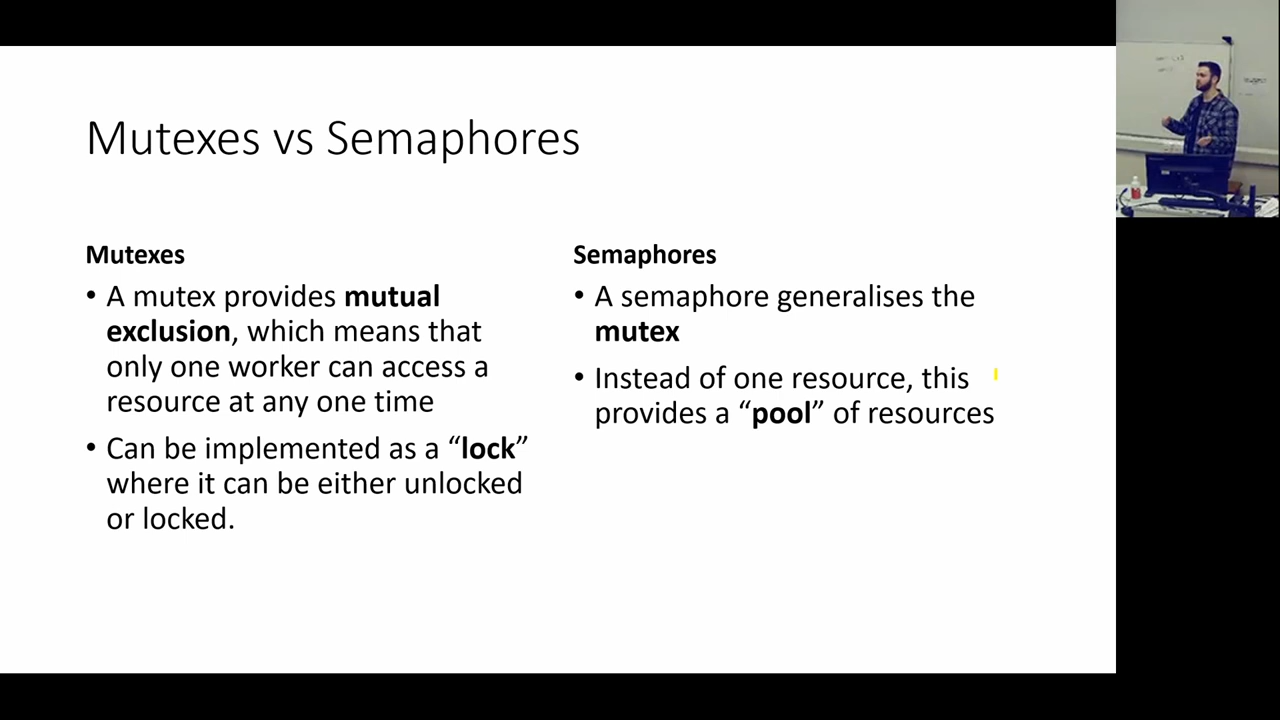 Mutexes vs Semaphores
Mutexes
• A mutex provides mutual
exclusion, which means that
only one worker can access a
resource at any one time
• Can be implemented as a “lock”
where it can be either unlocked
or locked.
Semaphores
• A semaphore generalises the
mutex
• Instead of one resource, this
provides a “pool” of resources